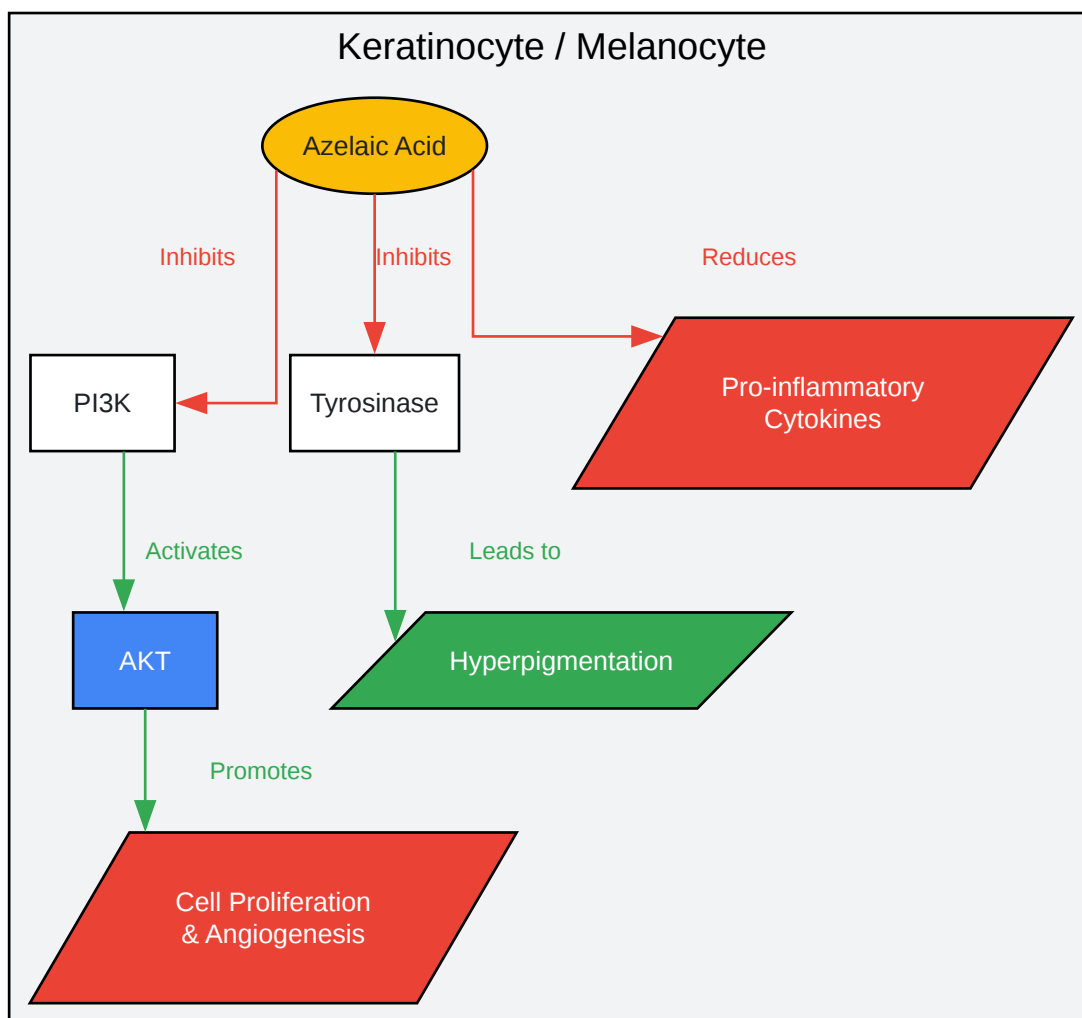 Keratinocyte / Melanocyte
Azelaic Acid
Inhibits
Inhibits
Reduces
PI3K
Tyrosinase
Pro-inflammatory
Cytokines
Activates
Leads to
AKT
Hyperpigmentation
Promotes
Cell Proliferation
& Angiogenesis